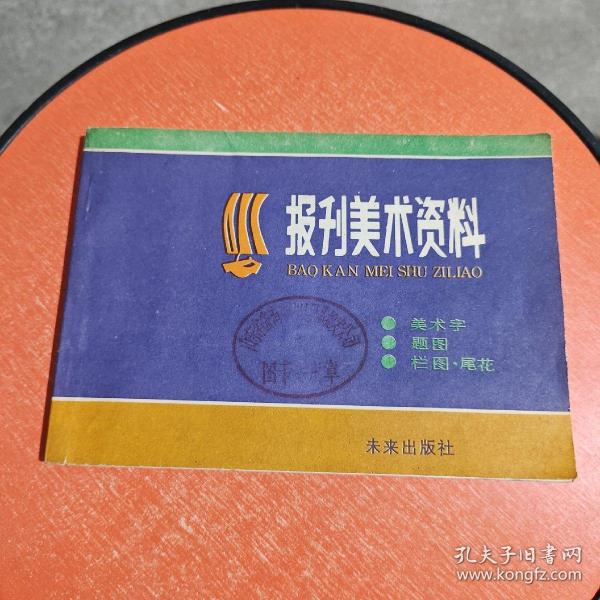 报刊美术资料
BAO KAN MEI SHU ZILIAO
美术字
题图
栏图·尾花
未来出版社
孔夫子旧书网
www.kongfz.com